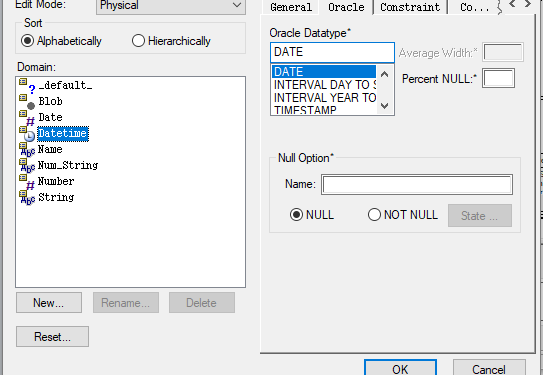 Edit Mode:
Physical
Sort
Alphabetically
Hierarchically
Domain:
_default_
Blob
Date
Datetime
Name
Num_String
Number
String
New...
Rename...
Delete
Reset...
General
Oracle
Constraint
Co...
Oracle Datatype*
DATE
Average Width:*
DATE
INTERVAL DAY TO S
INTERVAL YEAR TO
TIMESTAMP
Percent NULL:*
Null Option*
Name:
NULL
NOT NULL
State ...
OK
Cancel